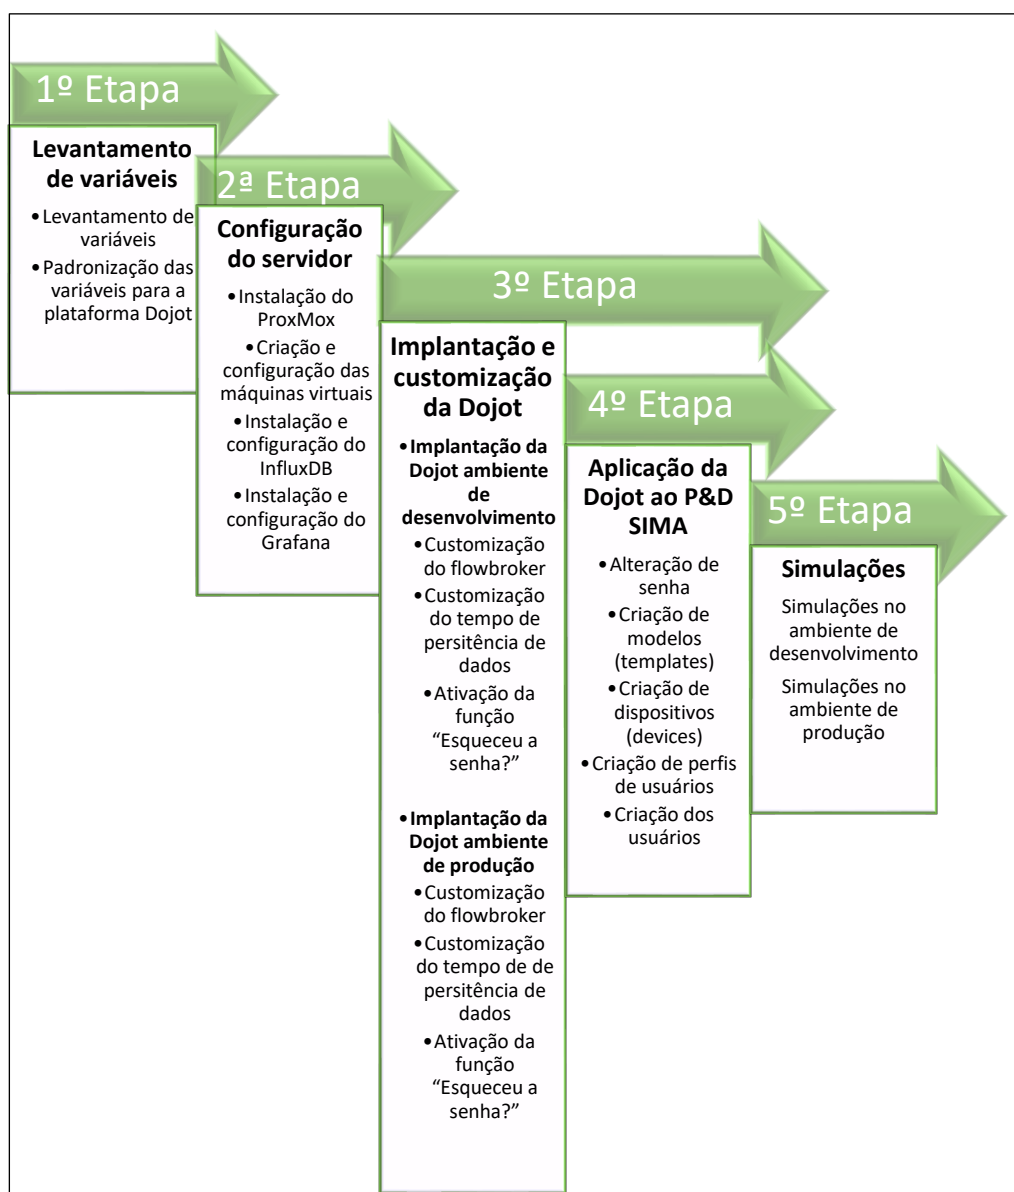 1º Etapa
Levantamento
de variáveis
•Levantamento de
variáveis
•Padronização das
variáveis para a
plataforma Dojot
2ª Etapa
Configuração
do servidor
•Instalação do
ProxMox
•Criação e
configuração das
máquinas virtuais
•Instalação e
configuração do
InfluxDB
•Instalação e
configuração do
Grafana
3º Etapa
Implantação e
customização
da Dojot
•Implantação da
Dojot ambiente
de
desenvolvimento
•Customização
do flowbroker
•Customização
do tempo de
persitência de
dados
•Ativação da
função
“Esqueceu a
senha?”
•Implantação da
Dojot ambiente
de produção
•Customização
do flowbroker
•Customização
do tempo de de
persitência de
dados
•Ativação da
função
“Esqueceu a
senha?”
4º Etapa
Aplicação da
Dojot ao P&D
SIMA
•Alteração de
senha
•Criação de
modelos
(templates)
•Criação de
dispositivos
(devices)
•Criação de perfis
de usuários
•Criação dos
usuários
5º Etapa
Simulações
Simulações no
ambiente de
desenvolvimento
Simulações no
ambiente de
produção